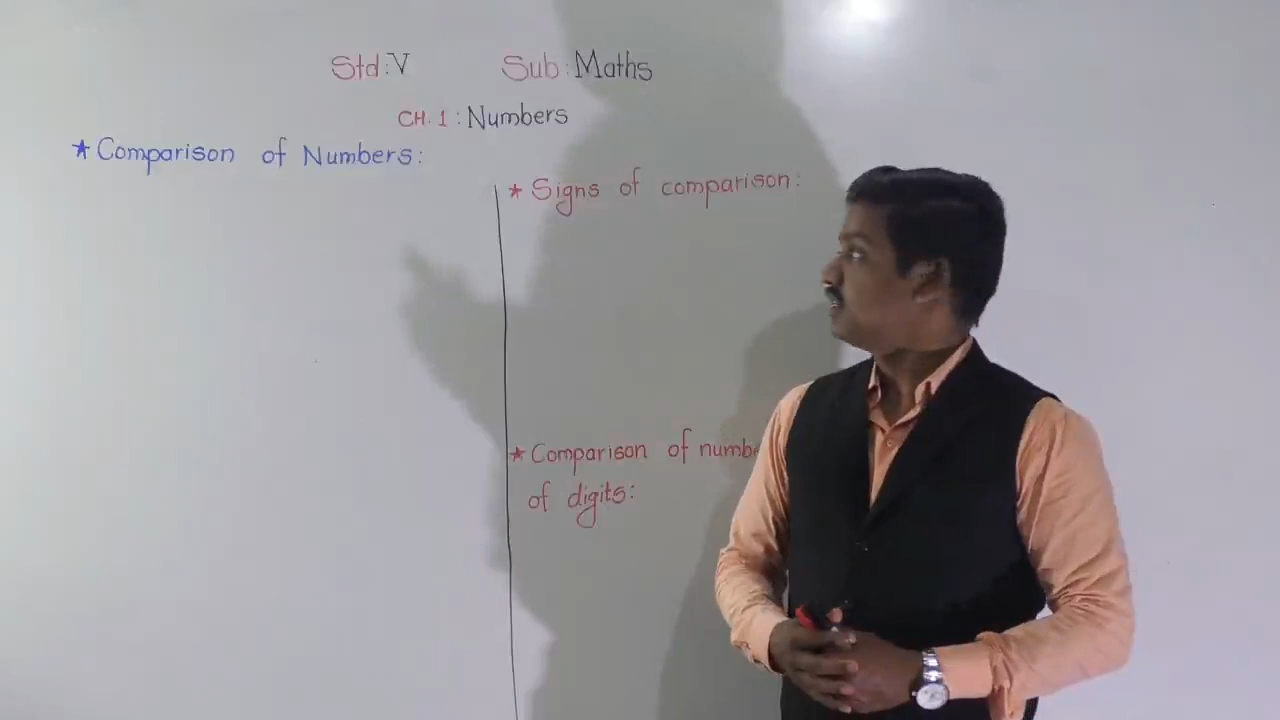 Std: V Sub: Maths
CH. 1 : Numbers
★ Comparison of Numbers:
★ Signs of comparison:
★ Comparison of
of digits: